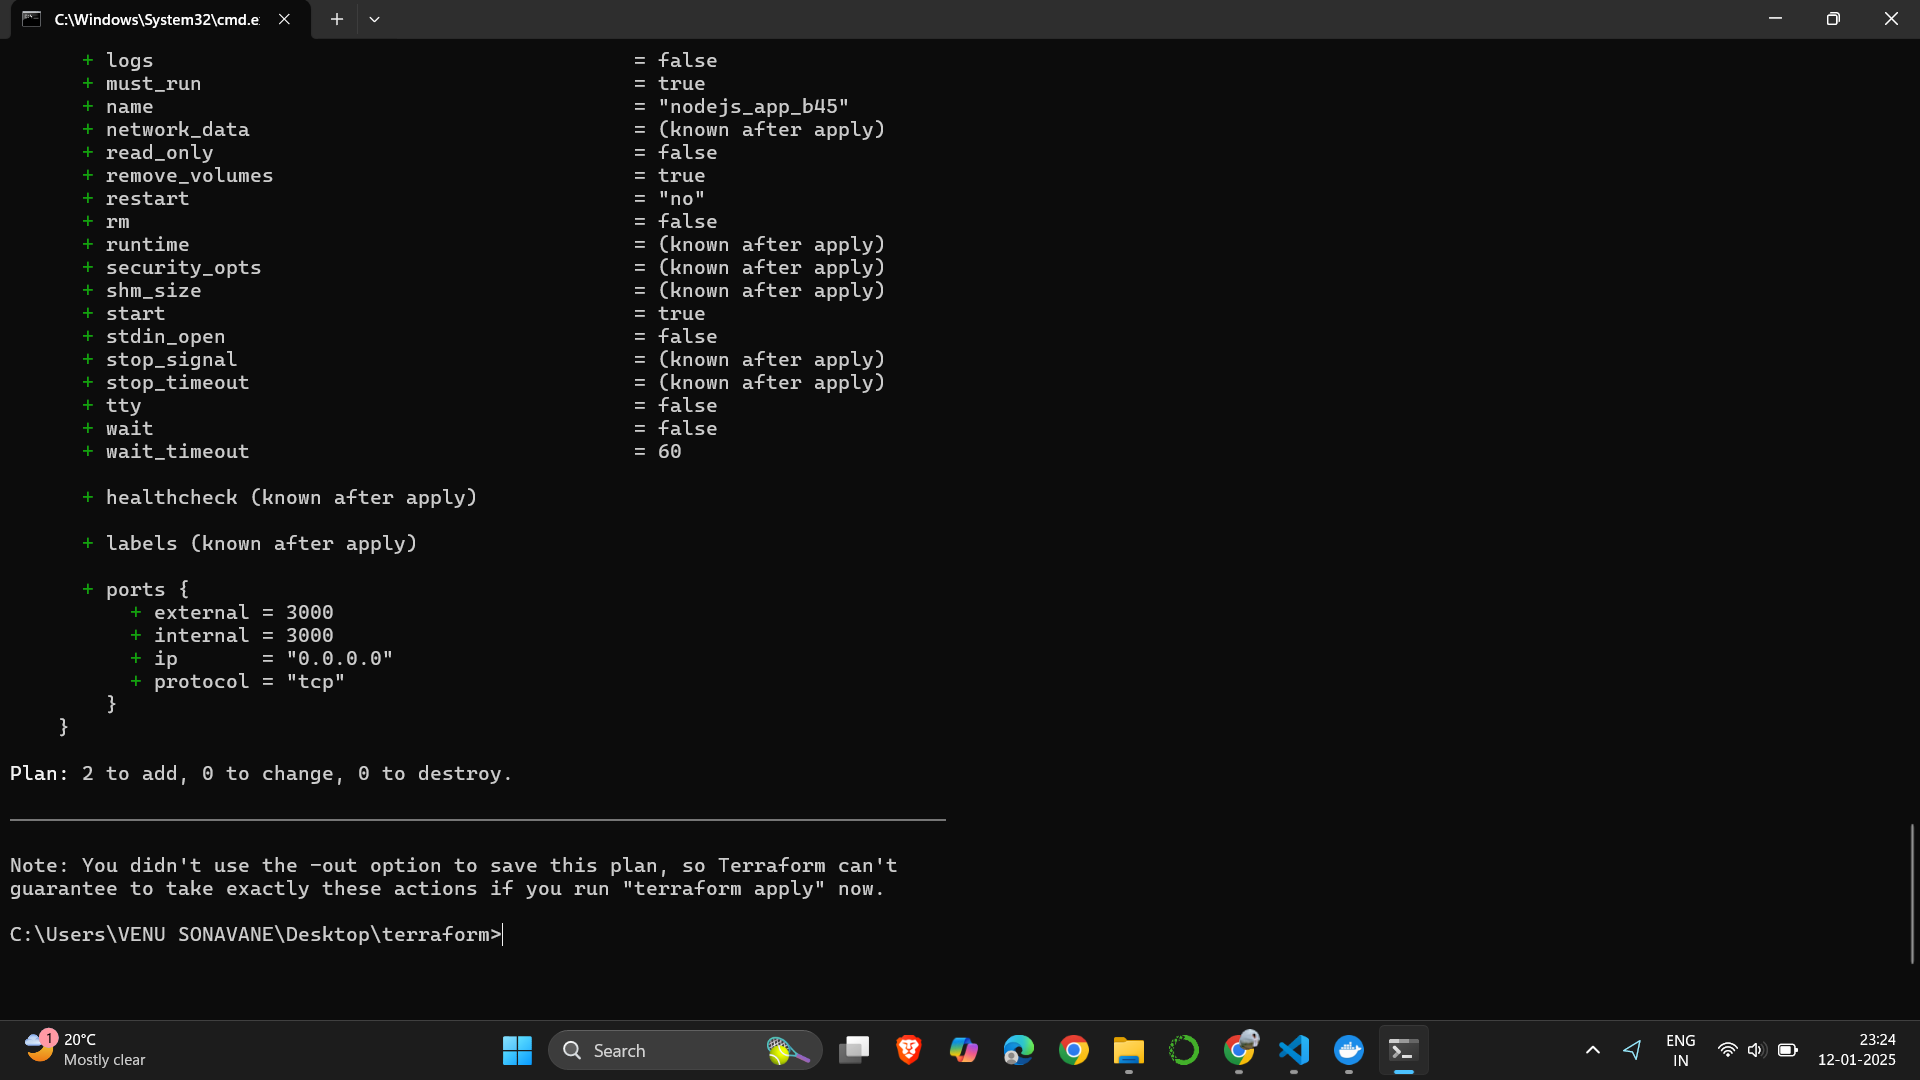 C:\Windows\System32\cmd.e
+ logs = false
+ must_run = true
+ name = "nodejs_app_b45"
+ network_data = (known after apply)
+ read_only = false
+ remove_volumes = true
+ restart = "no"
+ rm = false
+ runtime = (known after apply)
+ security_opts = (known after apply)
+ shm_size = (known after apply)
+ start = true
+ stdin_open = false
+ stop_signal = (known after apply)
+ stop_timeout = (known after apply)
+ tty = false
+ wait = false
+ wait_timeout = 60
+ healthcheck (known after apply)
+ labels (known after apply)
+ ports {
+ external = 3000
+ internal = 3000
+ ip = "0.0.0.0"
+ protocol = "tcp"
}
}
Plan: 2 to add, 0 to change, 0 to destroy.
Note: You didn't use the -out option to save this plan, so Terraform can't
guarantee to take exactly these actions if you run "terraform apply" now.
C:\Users\VENU SONAVANE\Desktop\terraform>
1
20°C
Mostly clear
Search
ENG
IN
23:24
12-01-2025